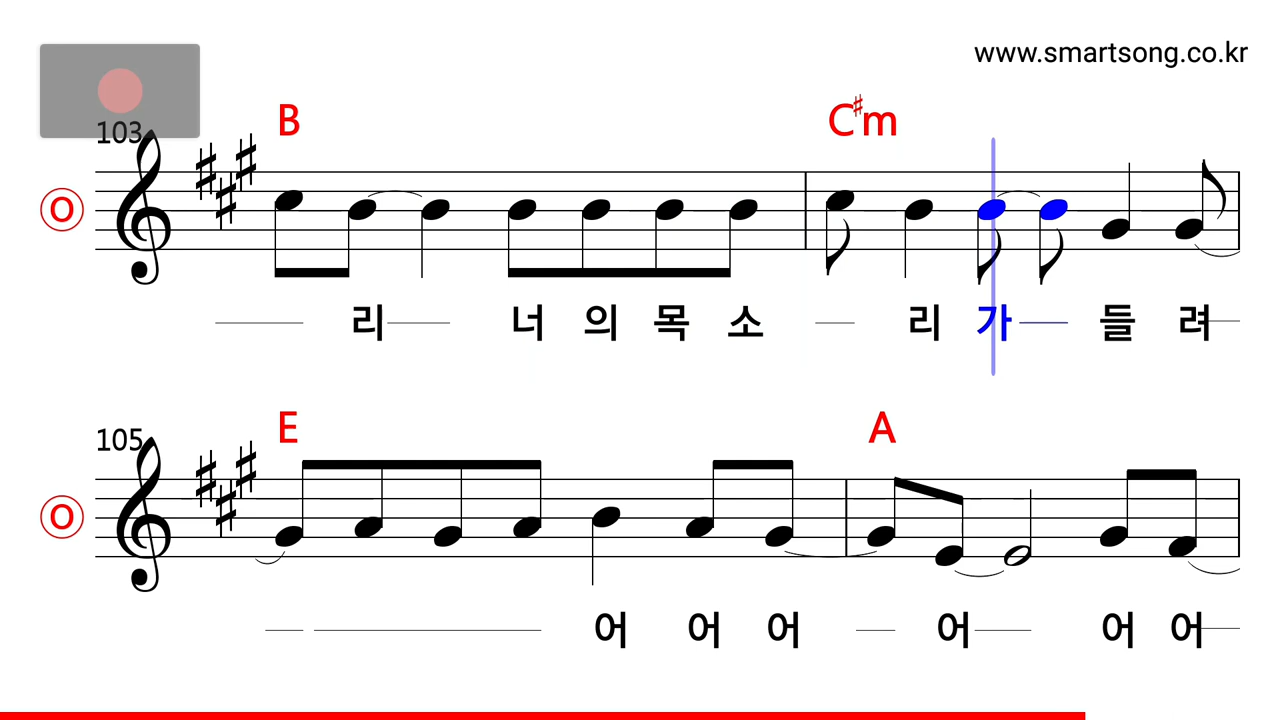 www.smartsong.co.kr
103
B C♯m
O
리 너 의 목 소 리 가 들 려
105
E A
O
어 어 어 어 어 어